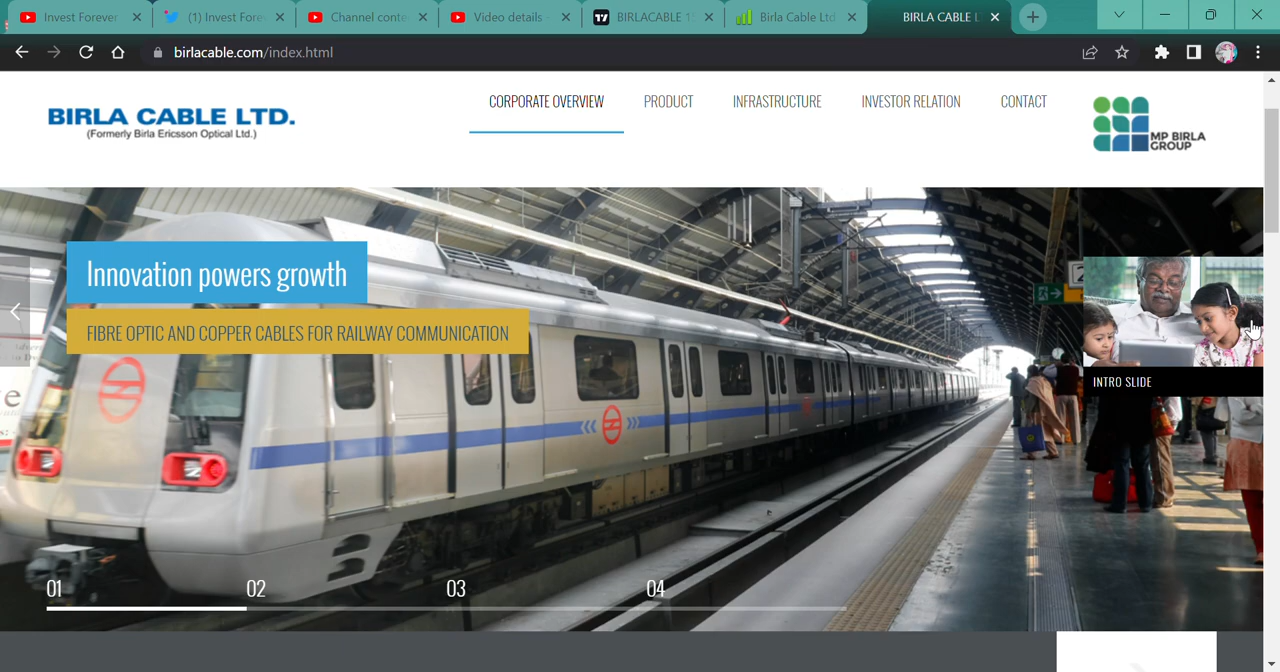 Invest Forever
(1) Invest Fore
Channel conte
Video details
BIRLACABLE 15
Birla Cable Ltd
BIRLA CABLE L
birlacable.com/index.html
BIRLA CABLE LTD.
(Formerly Birla Ericsson Optical Ltd.)
CORPORATE OVERVIEW
PRODUCT
INFRASTRUCTURE
INVESTOR RELATION
CONTACT
MP BIRLA
GROUP
Innovation powers growth
FIBRE OPTIC AND COPPER CABLES FOR RAILWAY COMMUNICATION
INTRO SLIDE
01
02
03
04